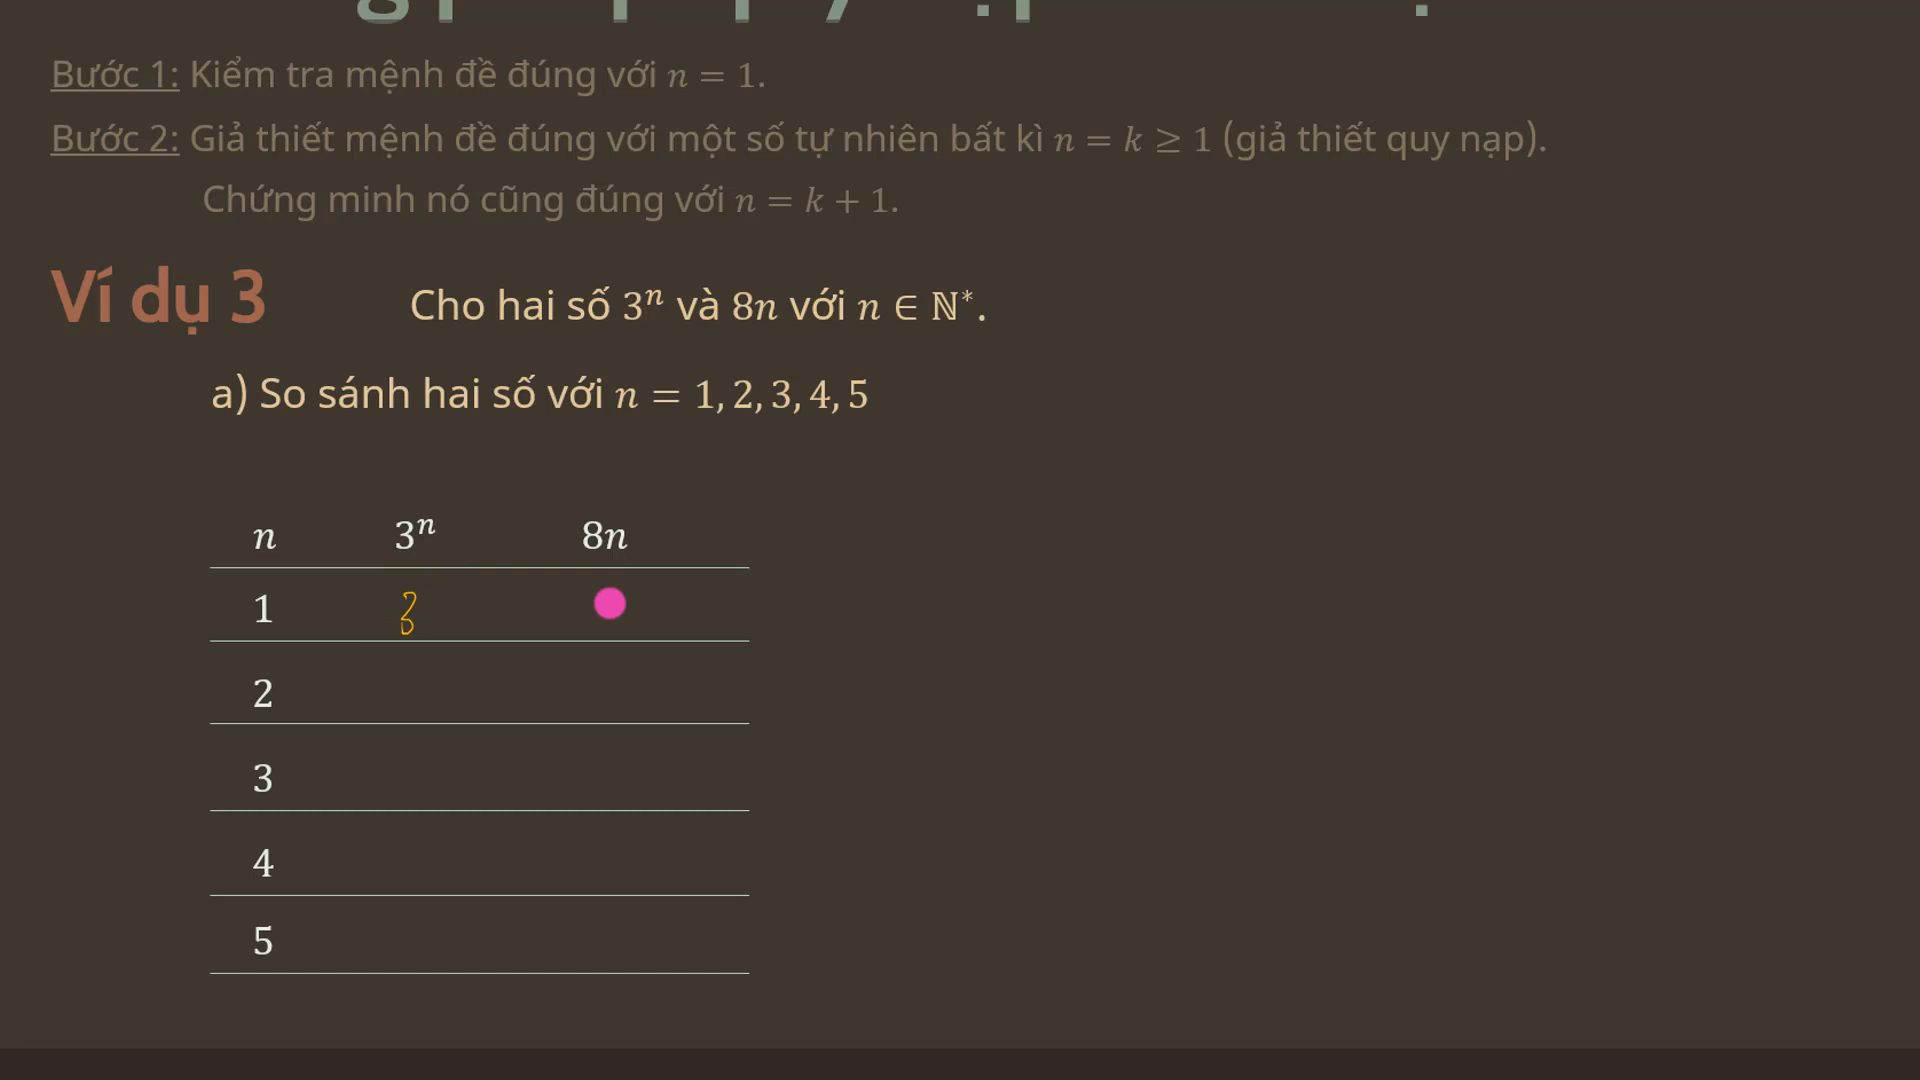 Bước 1: Kiểm tra mệnh đề đúng với n = 1.
Bước 2: Giả thiết mệnh đề đúng với một số tự nhiên bất kì n = k ≥ 1 (giả thiết quy nạp).
Chứng minh nó cũng đúng với n = k + 1.
Ví dụ 3 Cho hai số 3ⁿ và 8n với n ∈ ℕ*.
a) So sánh hai số với n = 1, 2, 3, 4, 5
n 3ⁿ 8n
1 3
2
3
4
5